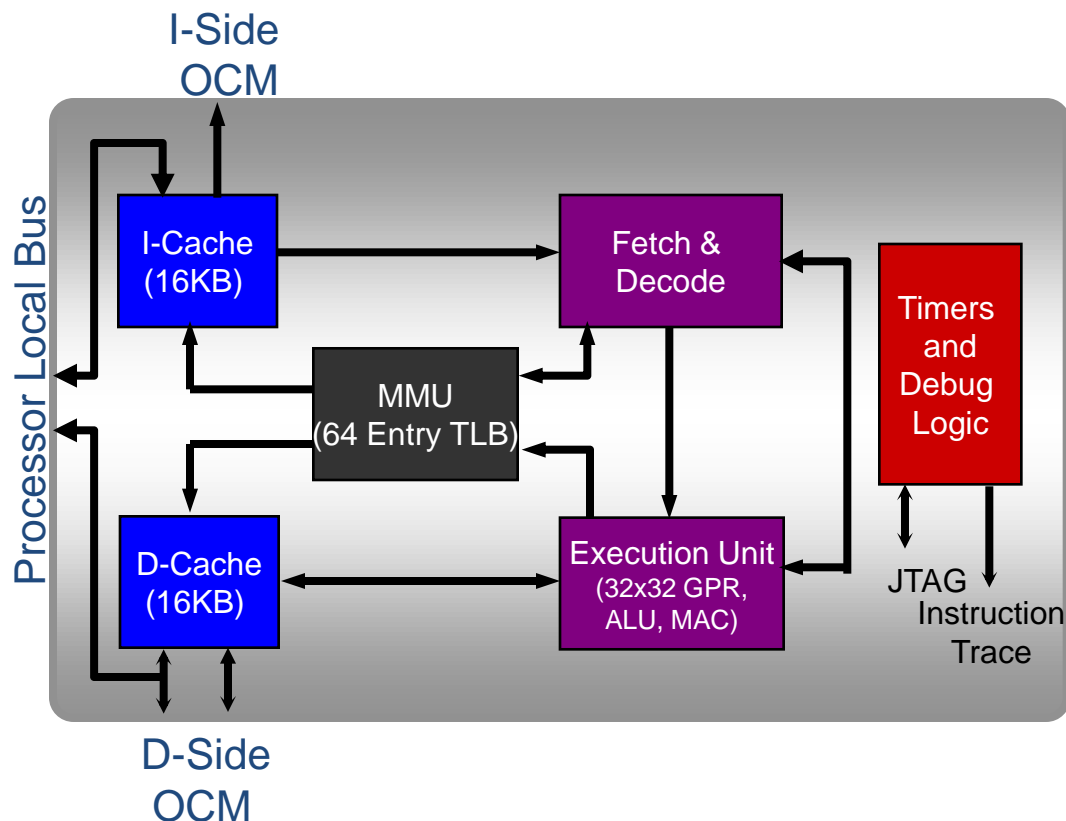 I-Side
OCM
Processor Local Bus
I-Cache
(16KB)
Fetch &
Decode
Timers
and
Debug
Logic
MMU
(64 Entry TLB)
D-Cache
(16KB)
Execution Unit
(32x32 GPR,
ALU, MAC)
JTAG
Instruction
Trace
D-Side
OCM